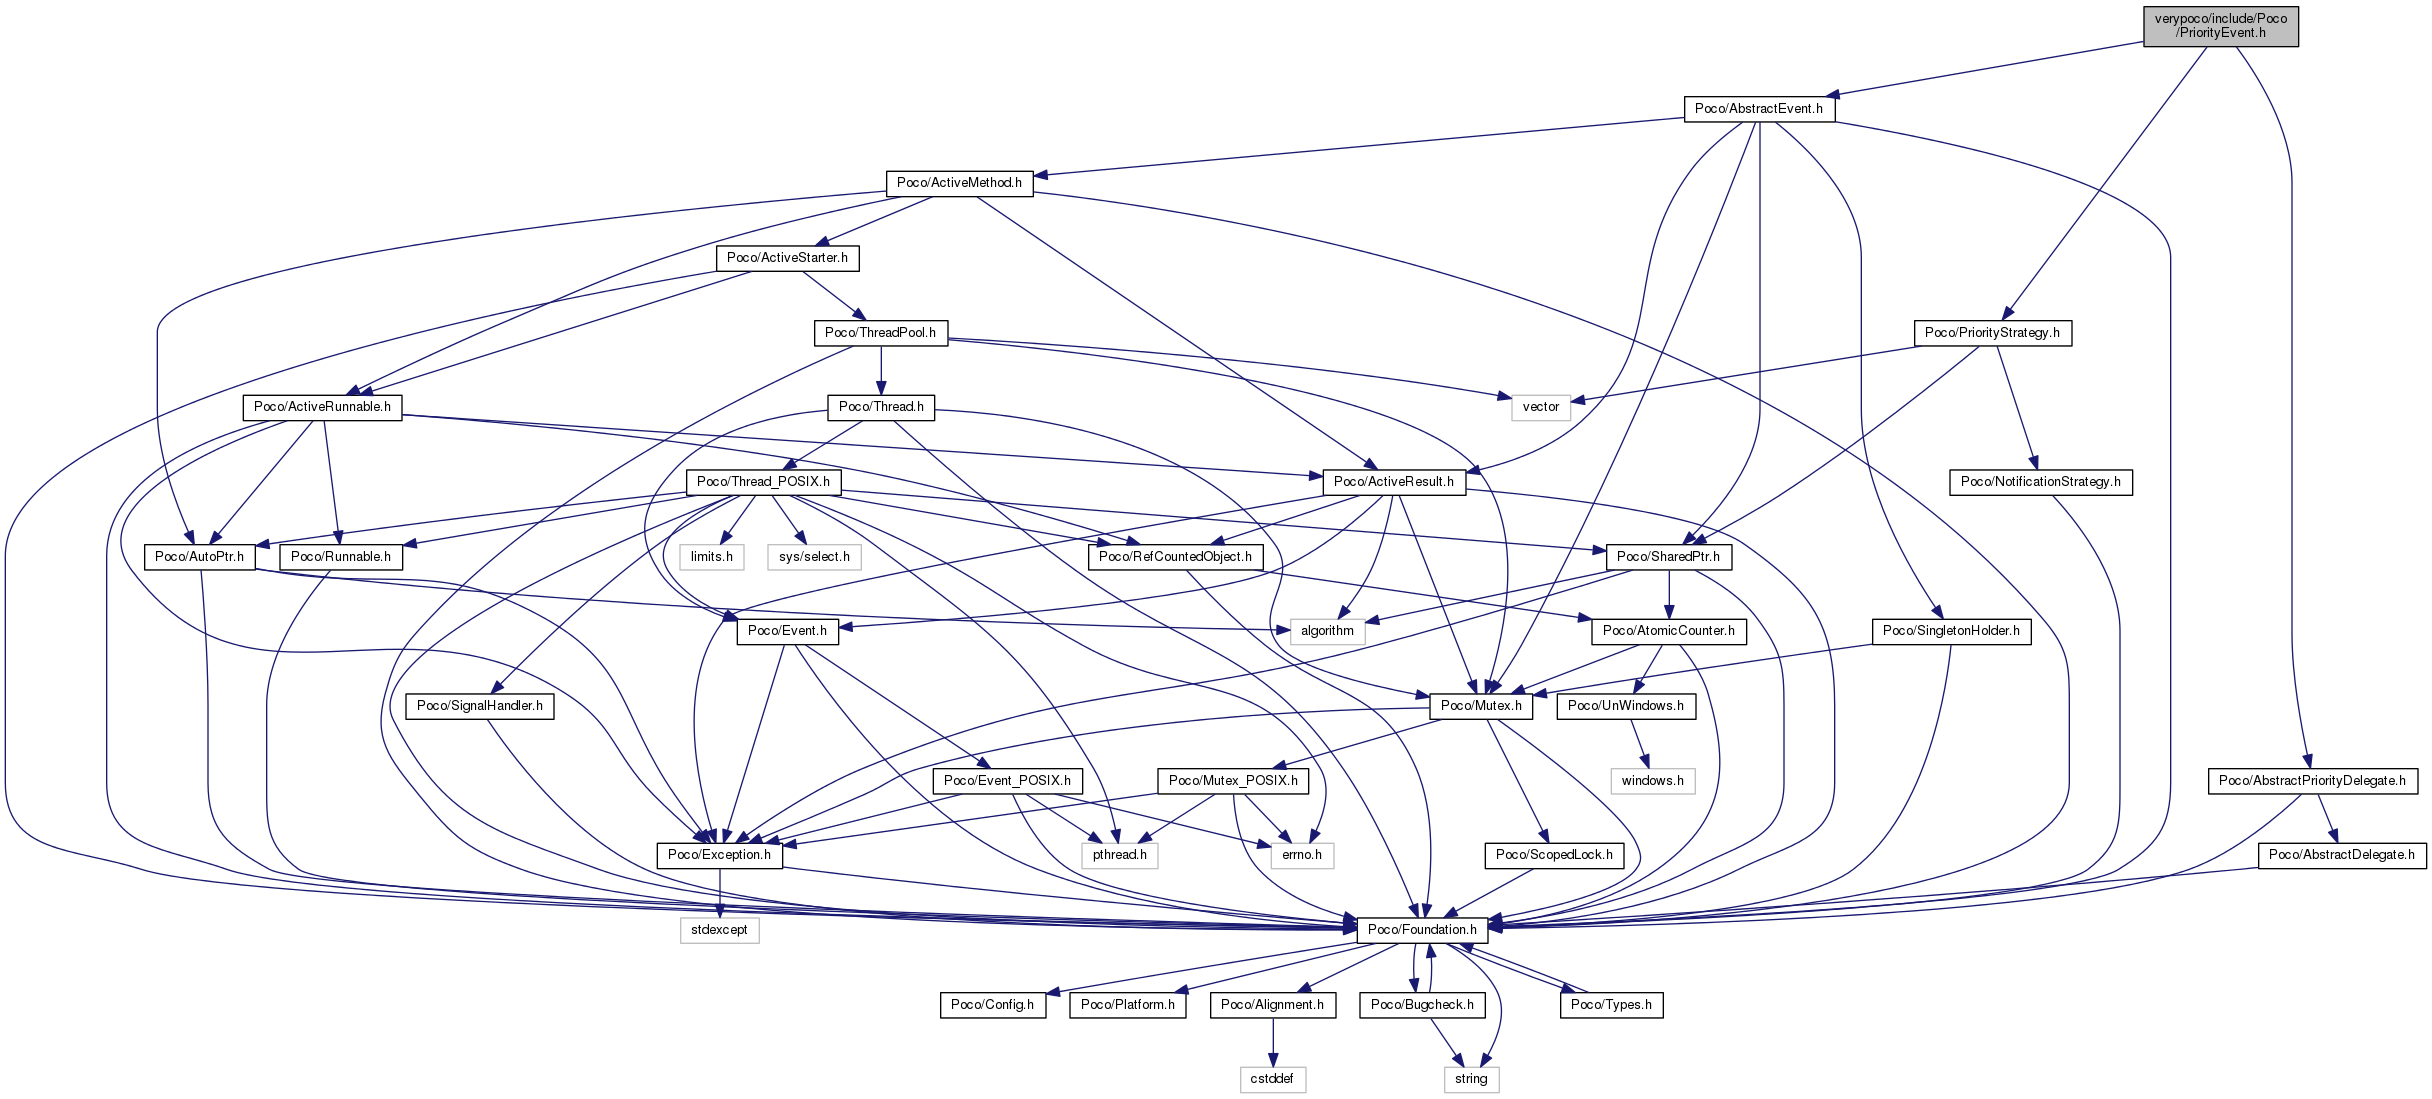 verypoco/include/Poco
/PriorityEvent.h
Poco/AbstractEvent.h
Poco/ActiveMethod.h
Poco/ActiveStarter.h
Poco/ThreadPool.h
Poco/PriorityStrategy.h
Poco/ActiveRunnable.h
Poco/Thread.h
vector
Poco/Thread_POSIX.h
Poco/ActiveResult.h
Poco/NotificationStrategy.h
Poco/AutoPtr.h
Poco/Runnable.h
limits.h
sys/select.h
Poco/RefCountedObject.h
Poco/SharedPtr.h
Poco/Event.h
algorithm
Poco/AtomicCounter.h
Poco/SingletonHolder.h
Poco/SignalHandler.h
Poco/Mutex.h
Poco/UnWindows.h
Poco/Event_POSIX.h
Poco/Mutex_POSIX.h
windows.h
Poco/AbstractPriorityDelegate.h
Poco/Exception.h
pthread.h
errno.h
Poco/ScopedLock.h
Poco/AbstractDelegate.h
stdexcept
Poco/Foundation.h
Poco/Config.h
Poco/Platform.h
Poco/Alignment.h
Poco/Bugcheck.h
Poco/Types.h
cstddef
string